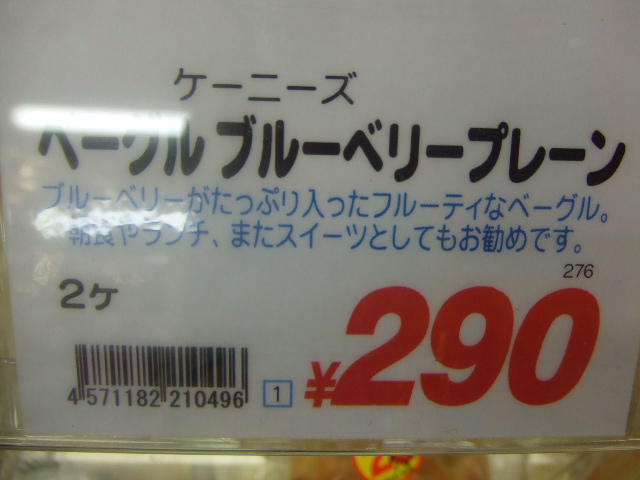 ケーニーズ
ベーグル ブルーベリープレーン
ブルーベリーがたっぷり入ったフルーティなベーグル。
朝食やランチ、またスイーツとしてもお勧めです。
276
2ケ
¥290
4 571182 210496
1